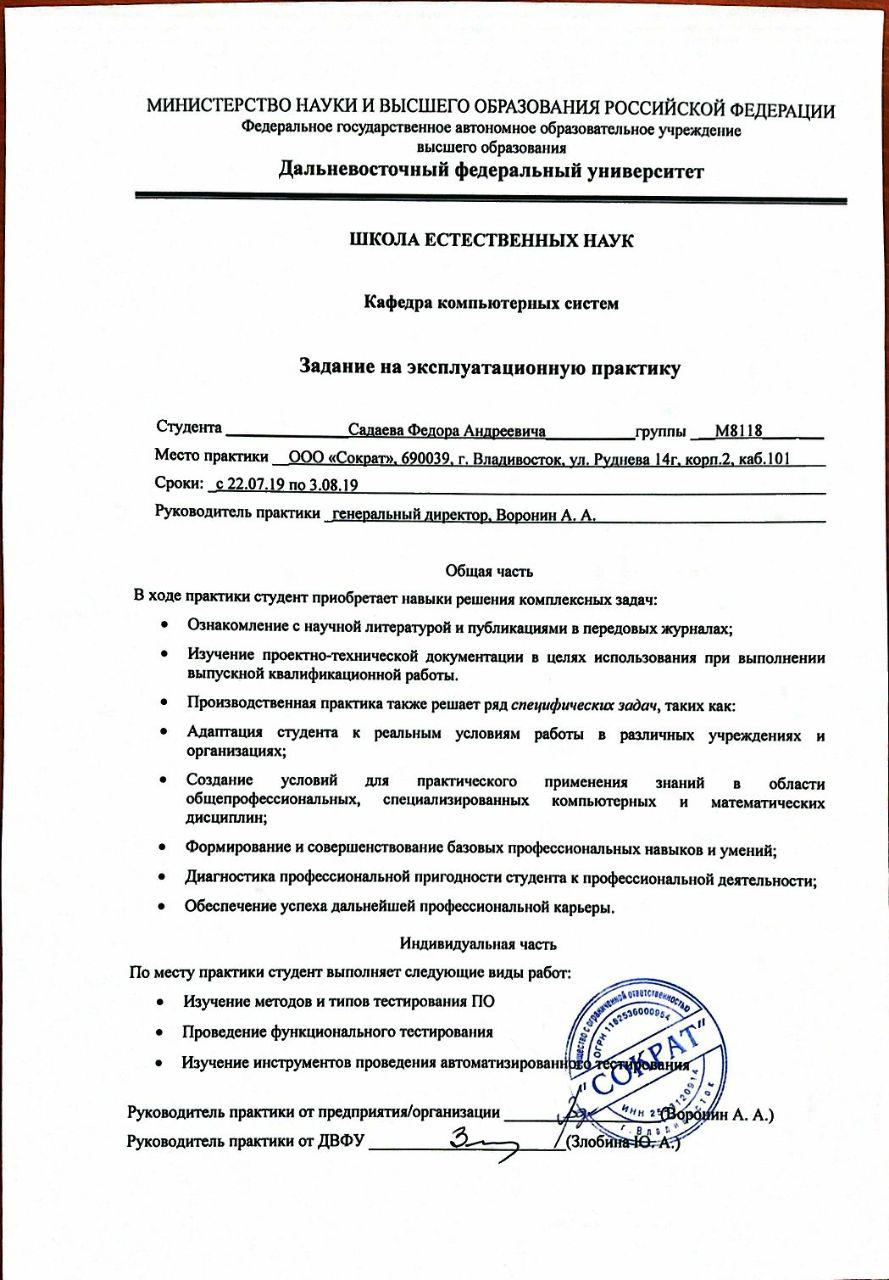 МИНИСТЕРСТВО НАУКИ И ВЫСШЕГО ОБРАЗОВАНИЯ РОССИЙСКОЙ ФЕДЕРАЦИИ
Федеральное государственное автономное образовательное учреждение
высшего образования
Дальневосточный федеральный университет
ШКОЛА ЕСТЕСТВЕННЫХ НАУК
Кафедра компьютерных систем
Задание на эксплуатационную практику
Студента Садаева Федора Андреевича группы М8118
Место практики ООО «Сократ», 690039, г. Владивосток, ул. Руднева 14г, корп.2, каб.101
Сроки: с 22.07.19 по 3.08.19
Руководитель практики генеральный директор, Воронин А. А.
Общая часть
В ходе практики студент приобретает навыки решения комплексных задач:
• Ознакомление с научной литературой и публикациями в передовых журналах;
• Изучение проектно-технической документации в целях использования при выполнении
выпускной квалификационной работы.
• Производственная практика также решает ряд специфических задач, таких как:
• Адаптация студента к реальным условиям работы в различных учреждениях и
организациях;
• Создание условий для практического применения знаний в области
общепрофессиональных, специализированных компьютерных и математических
дисциплин;
• Формирование и совершенствование базовых профессиональных навыков и умений;
• Диагностика профессиональной пригодности студента к профессиональной деятельности;
• Обеспечение успеха дальнейшей профессиональной карьеры.
Индивидуальная часть
По месту практики студент выполняет следующие виды работ:
• Изучение методов и типов тестирования ПО
• Проведение функционального тестирования
• Изучение инструментов проведения автоматизированного тестирования
Руководитель практики от предприятия/организации (Воронин А. А.)
Руководитель практики от ДВФУ (Злобина Ю. А.)
общество с ограниченной ответственностью
ОГРН 1182536000954
"СОКРАТ"
ИНН
г. Владивосток